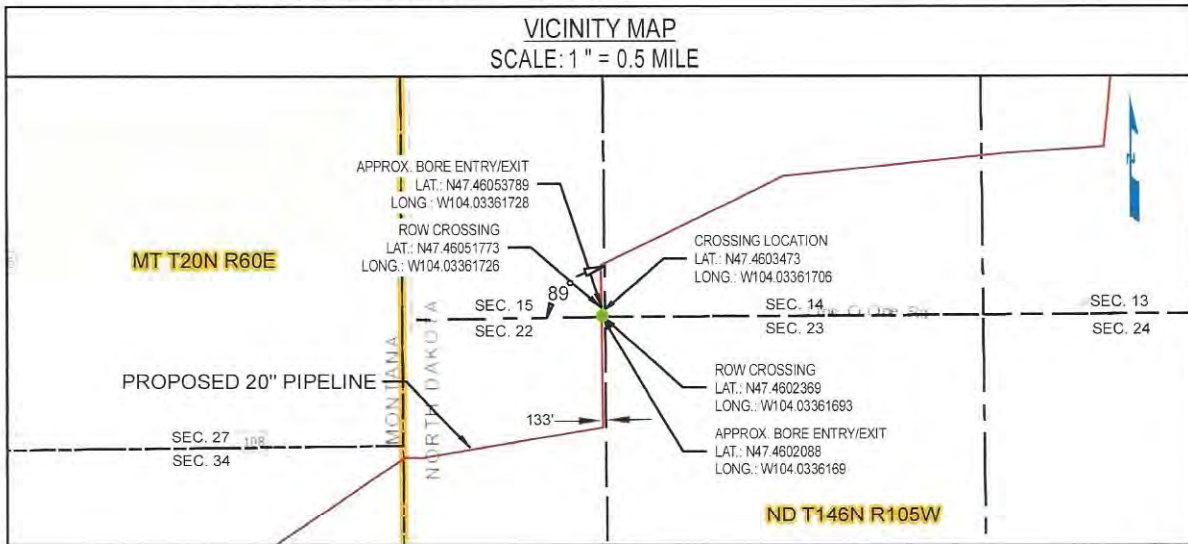 VICINITY MAP
SCALE: 1 " = 0.5 MILE
APPROX. BORE ENTRY/EXIT
LAT.: N47.46053789
LONG.: W104.03361728
ROW CROSSING
LAT.: N47.46051773
LONG.: W104.03361726
CROSSING LOCATION
LAT.: N47.4603473
LONG.: W104.03361706
MT T20N R60E
89°
SEC. 15
SEC. 22
SEC. 14
SEC. 23
SEC. 13
SEC. 24
MONTANA
NORTH DAKOTA
PROPOSED 20" PIPELINE
ROW CROSSING
LAT.: N47.4602369
LONG.: W104.03361693
133'
APPROX. BORE ENTRY/EXIT
LAT.: N47.4602088
LONG.: W104.0336169
SEC. 27
SEC. 34
108
ND T146N R105W